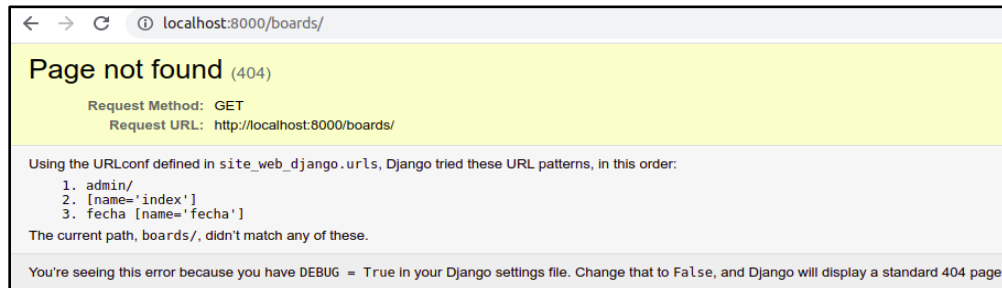 localhost:8000/boards/
Page not found (404)
Request Method: GET
Request URL: http://localhost:8000/boards/
Using the URLconf defined in site_web_django.urls, Django tried these URL patterns, in this order:
1. admin/
2. [name='index']
3. fecha [name='fecha']
The current path, boards/, didn't match any of these.
You're seeing this error because you have DEBUG = True in your Django settings file. Change that to False, and Django will display a standard 404 page